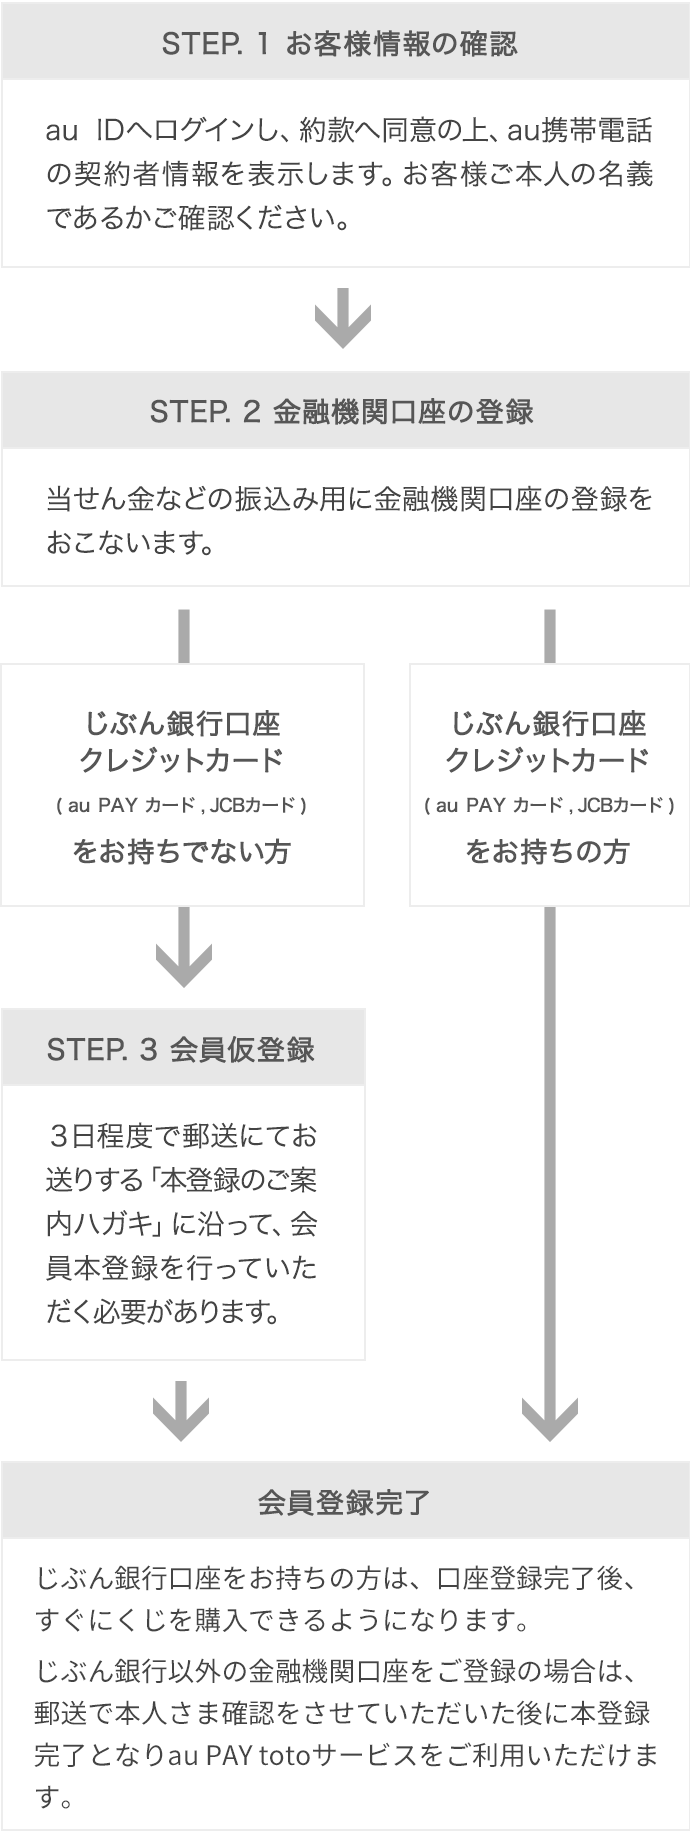 STEP. 1 お客様情報の確認
au IDへログインし、約款へ同意の上、au携帯電話
の契約者情報を表示します。お客様ご本人の名義
であるかご確認ください。
STEP. 2 金融機関口座の登録
当せん金などの振込み用に金融機関口座の登録を
おこないます。
じぶん銀行口座
クレジットカード
( au PAY カード , JCBカード )
をお持ちでない方
じぶん銀行口座
クレジットカード
( au PAY カード , JCBカード )
をお持ちの方
STEP. 3 会員仮登録
3日程度で郵送にてお
送りする「本登録のご案
内ハガキ」に沿って、会
員本登録を行っていた
だく必要があります。
会員登録完了
じぶん銀行口座をお持ちの方は、口座登録完了後、
すぐにくじを購入できるようになります。
じぶん銀行以外の金融機関口座をご登録の場合は、
郵送で本人さま確認をさせていただいた後に本登録
完了となりau PAY totoサービスをご利用いただけま
す。